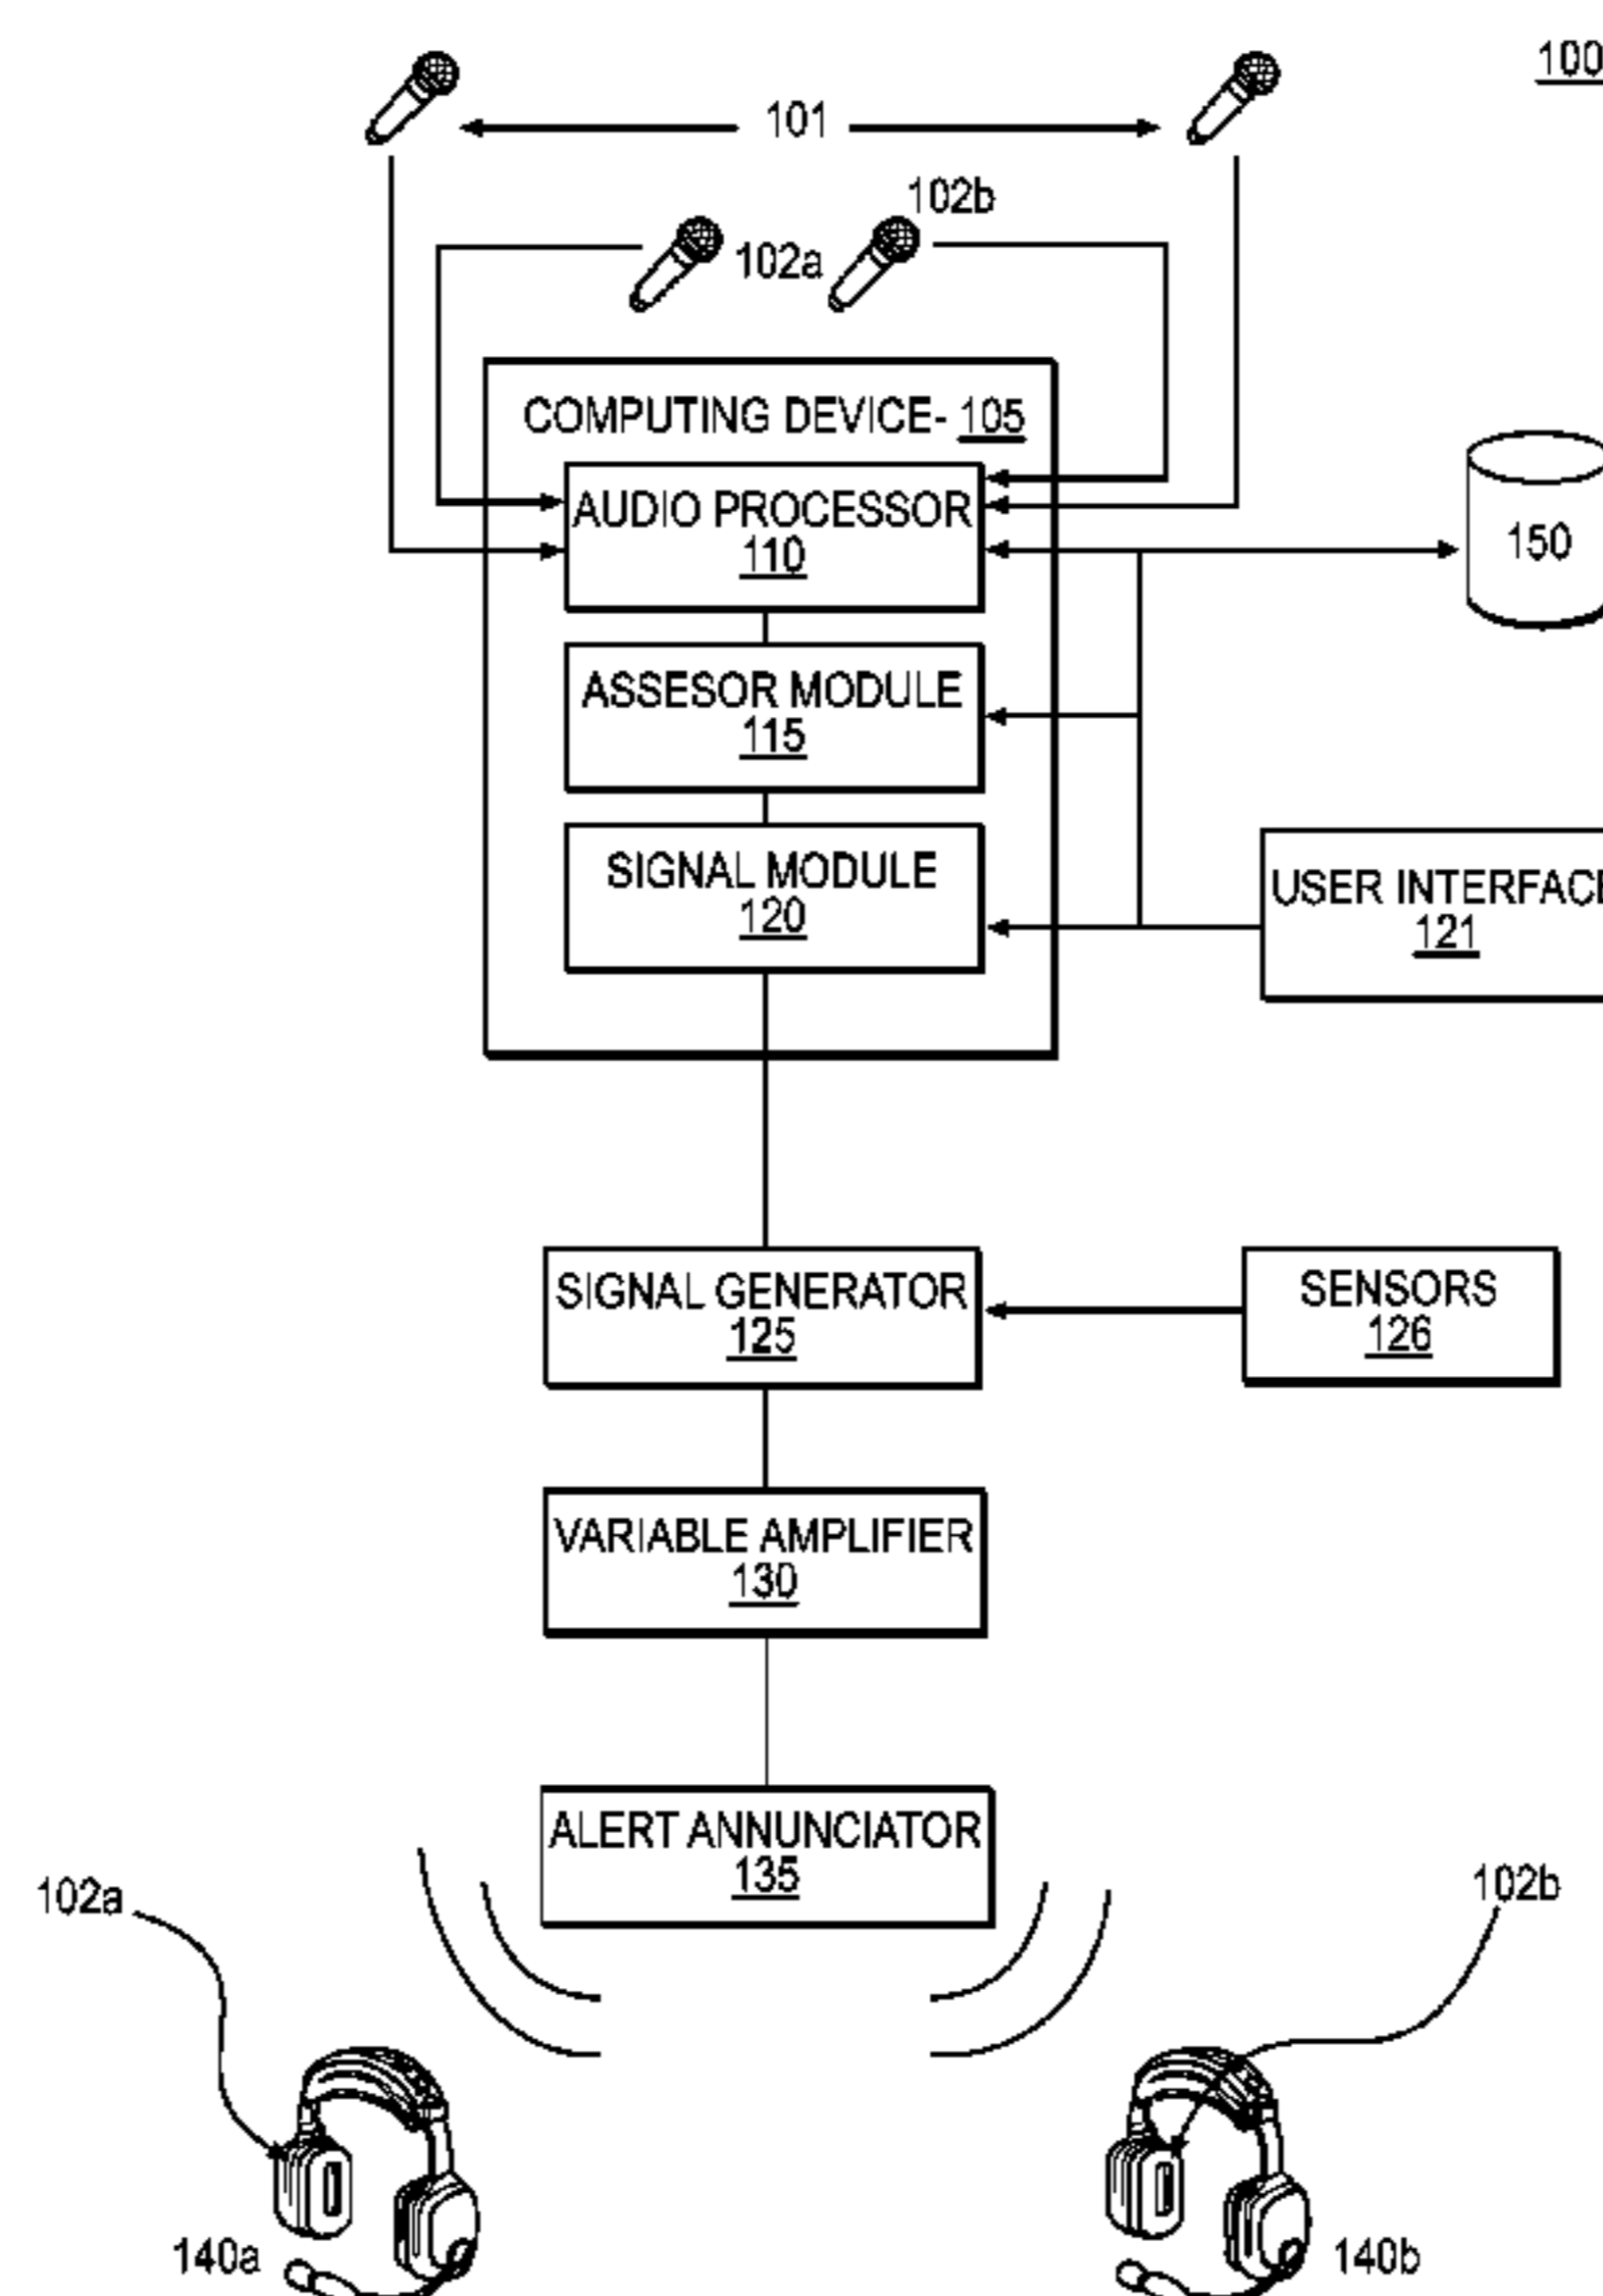 100
101
102b
102a
COMPUTING DEVICE- 105
AUDIO PROCESSOR
110
150
ASSESOR MODULE
115
SIGNAL MODULE
120
USER INTERFACE
121
SIGNAL GENERATOR
125
SENSORS
126
VARIABLE AMPLIFIER
130
ALERT ANNUNCIATOR
135
102a
102b
140a
140b